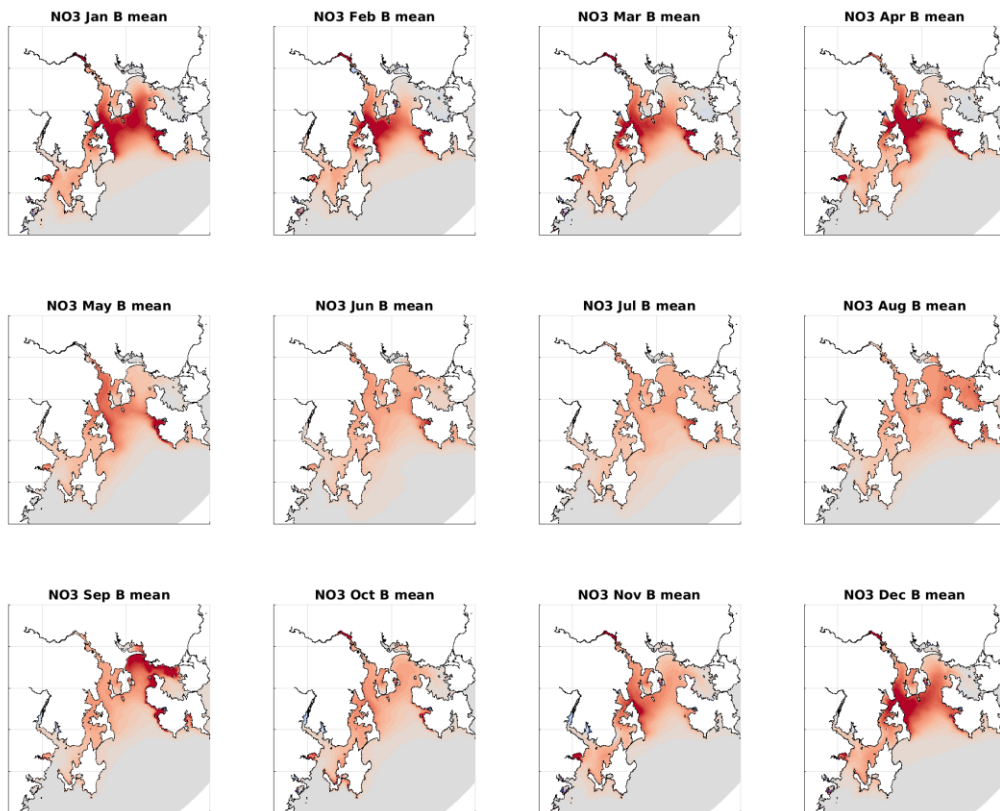 NO3 Jan B mean
NO3 Feb B mean
NO3 Mar B mean
NO3 Apr B mean
NO3 May B mean
NO3 Jun B mean
NO3 Jul B mean
NO3 Aug B mean
NO3 Sep B mean
NO3 Oct B mean
NO3 Nov B mean
NO3 Dec B mean